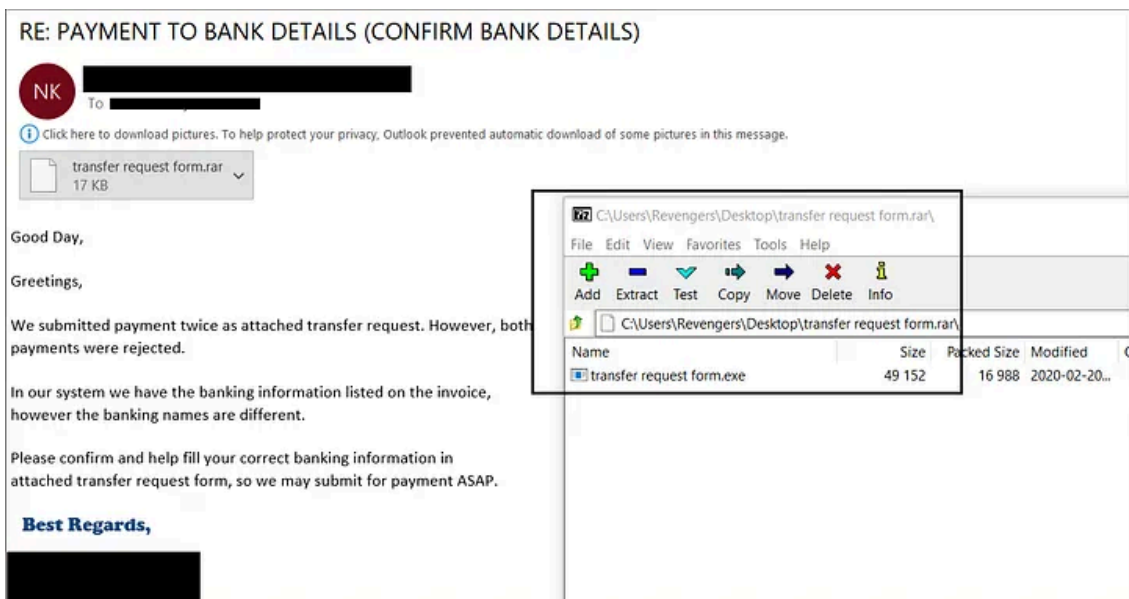 RE: PAYMENT TO BANK DETAILS (CONFIRM BANK DETAILS)
NK
To
Click here to download pictures. To help protect your privacy, Outlook prevented automatic download of some pictures in this message.
transfer request form.rar
17 KB
Good Day,
Greetings,
We submitted payment twice as attached transfer request. However, both
payments were rejected.
In our system we have the banking information listed on the invoice,
however the banking names are different.
Please confirm and help fill your correct banking information in
attached transfer request form, so we may submit for payment ASAP.
Best Regards,
C:\Users\Revengers\Desktop\transfer request form.rar\
File Edit View Favorites Tools Help
Add Extract Test Copy Move Delete Info
C:\Users\Revengers\Desktop\transfer request form.rar\
Name Size Packed Size Modified
transfer request form.exe 49 152 16 988 2020-02-20...